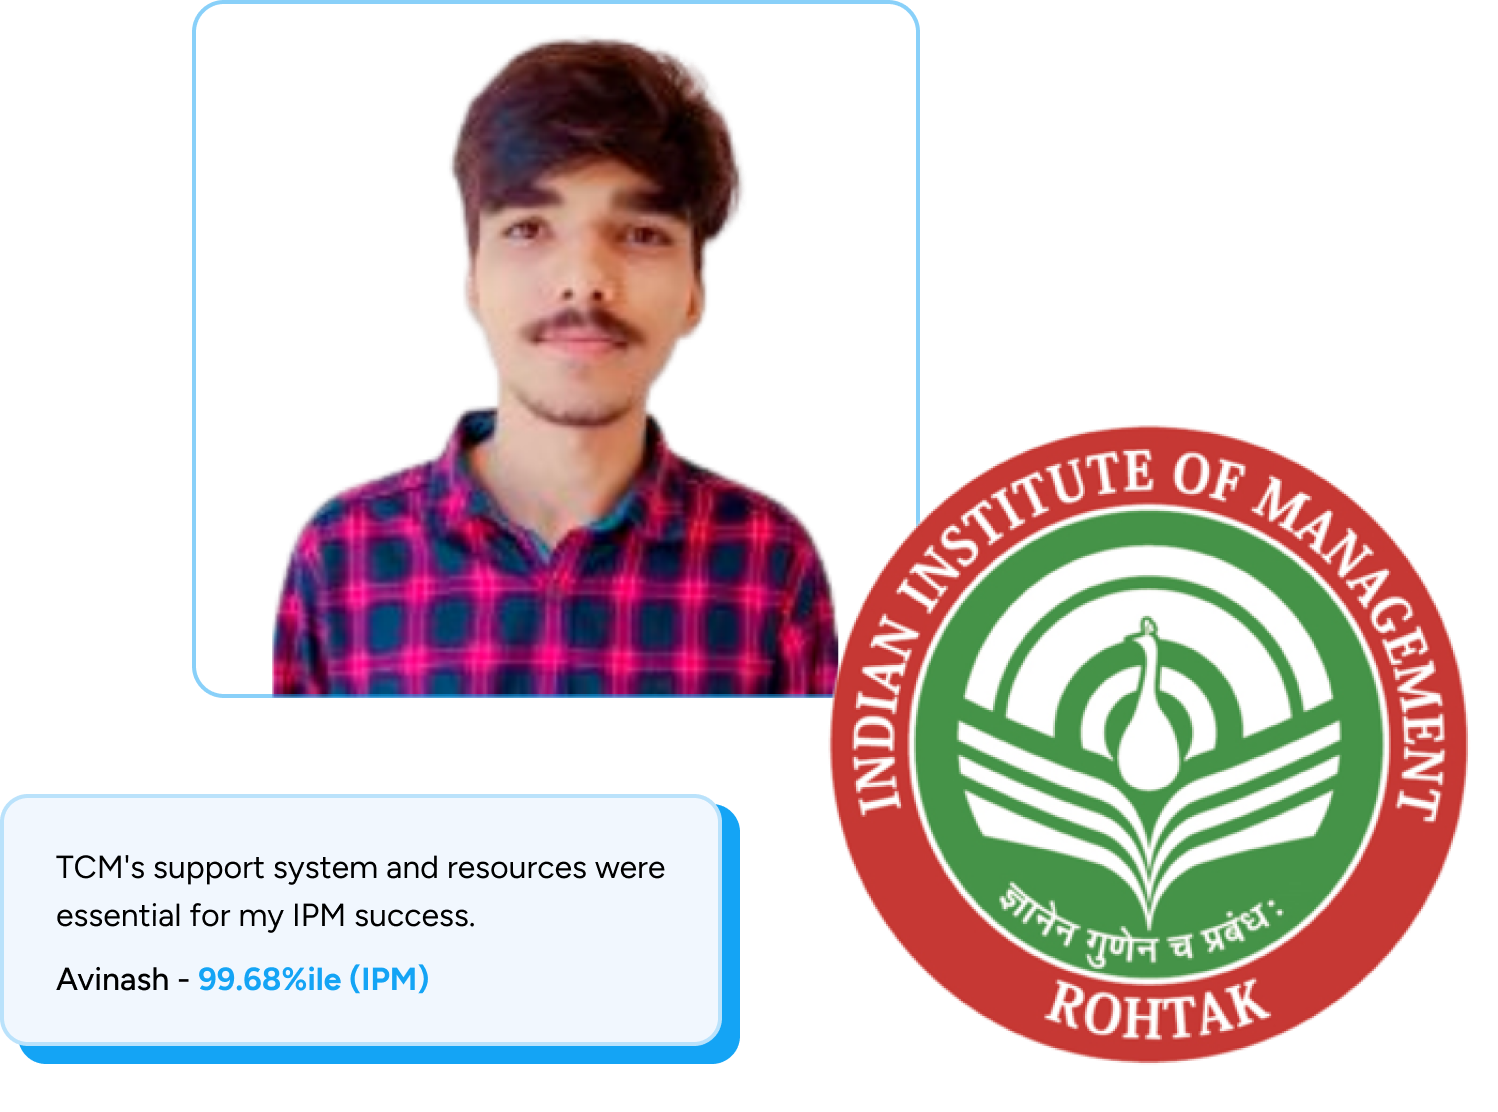 INDIAN INSTITUTE OF MANAGEMENT
ज्ञानेन गुणेन च प्रबंधः
ROHTAK
TCM's support system and resources were
essential for my IPM success.
Avinash - 99.68%ile (IPM)